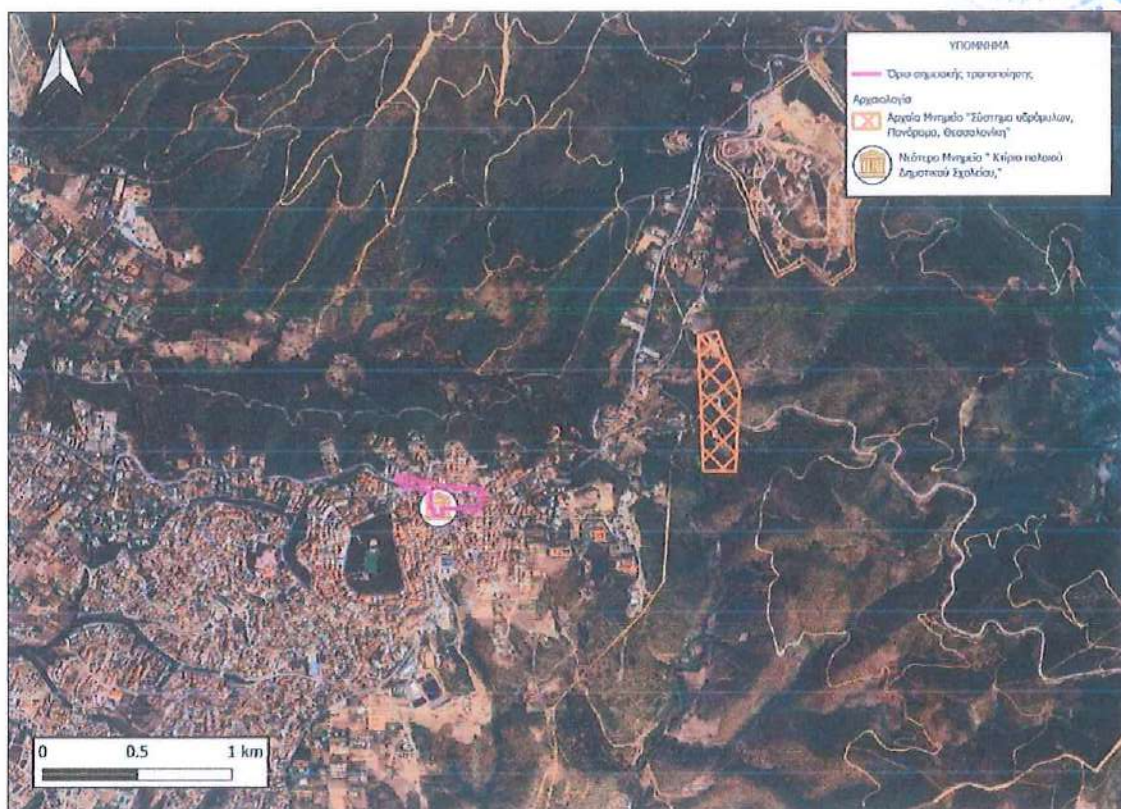 ΥΠΟΜΝΗΜΑ
Όριο σημειακής τροποποίησης
Αρχαιολογία
Αρχαίο Μνημείο "Σύστημα υδρόμυλων,
Πανόραμα, Θεσσαλονίκη"
Νεότερο Μνημείο " Κτίριο παλαιού
Δημοτικού Σχολείου,"
0 0.5 1 km